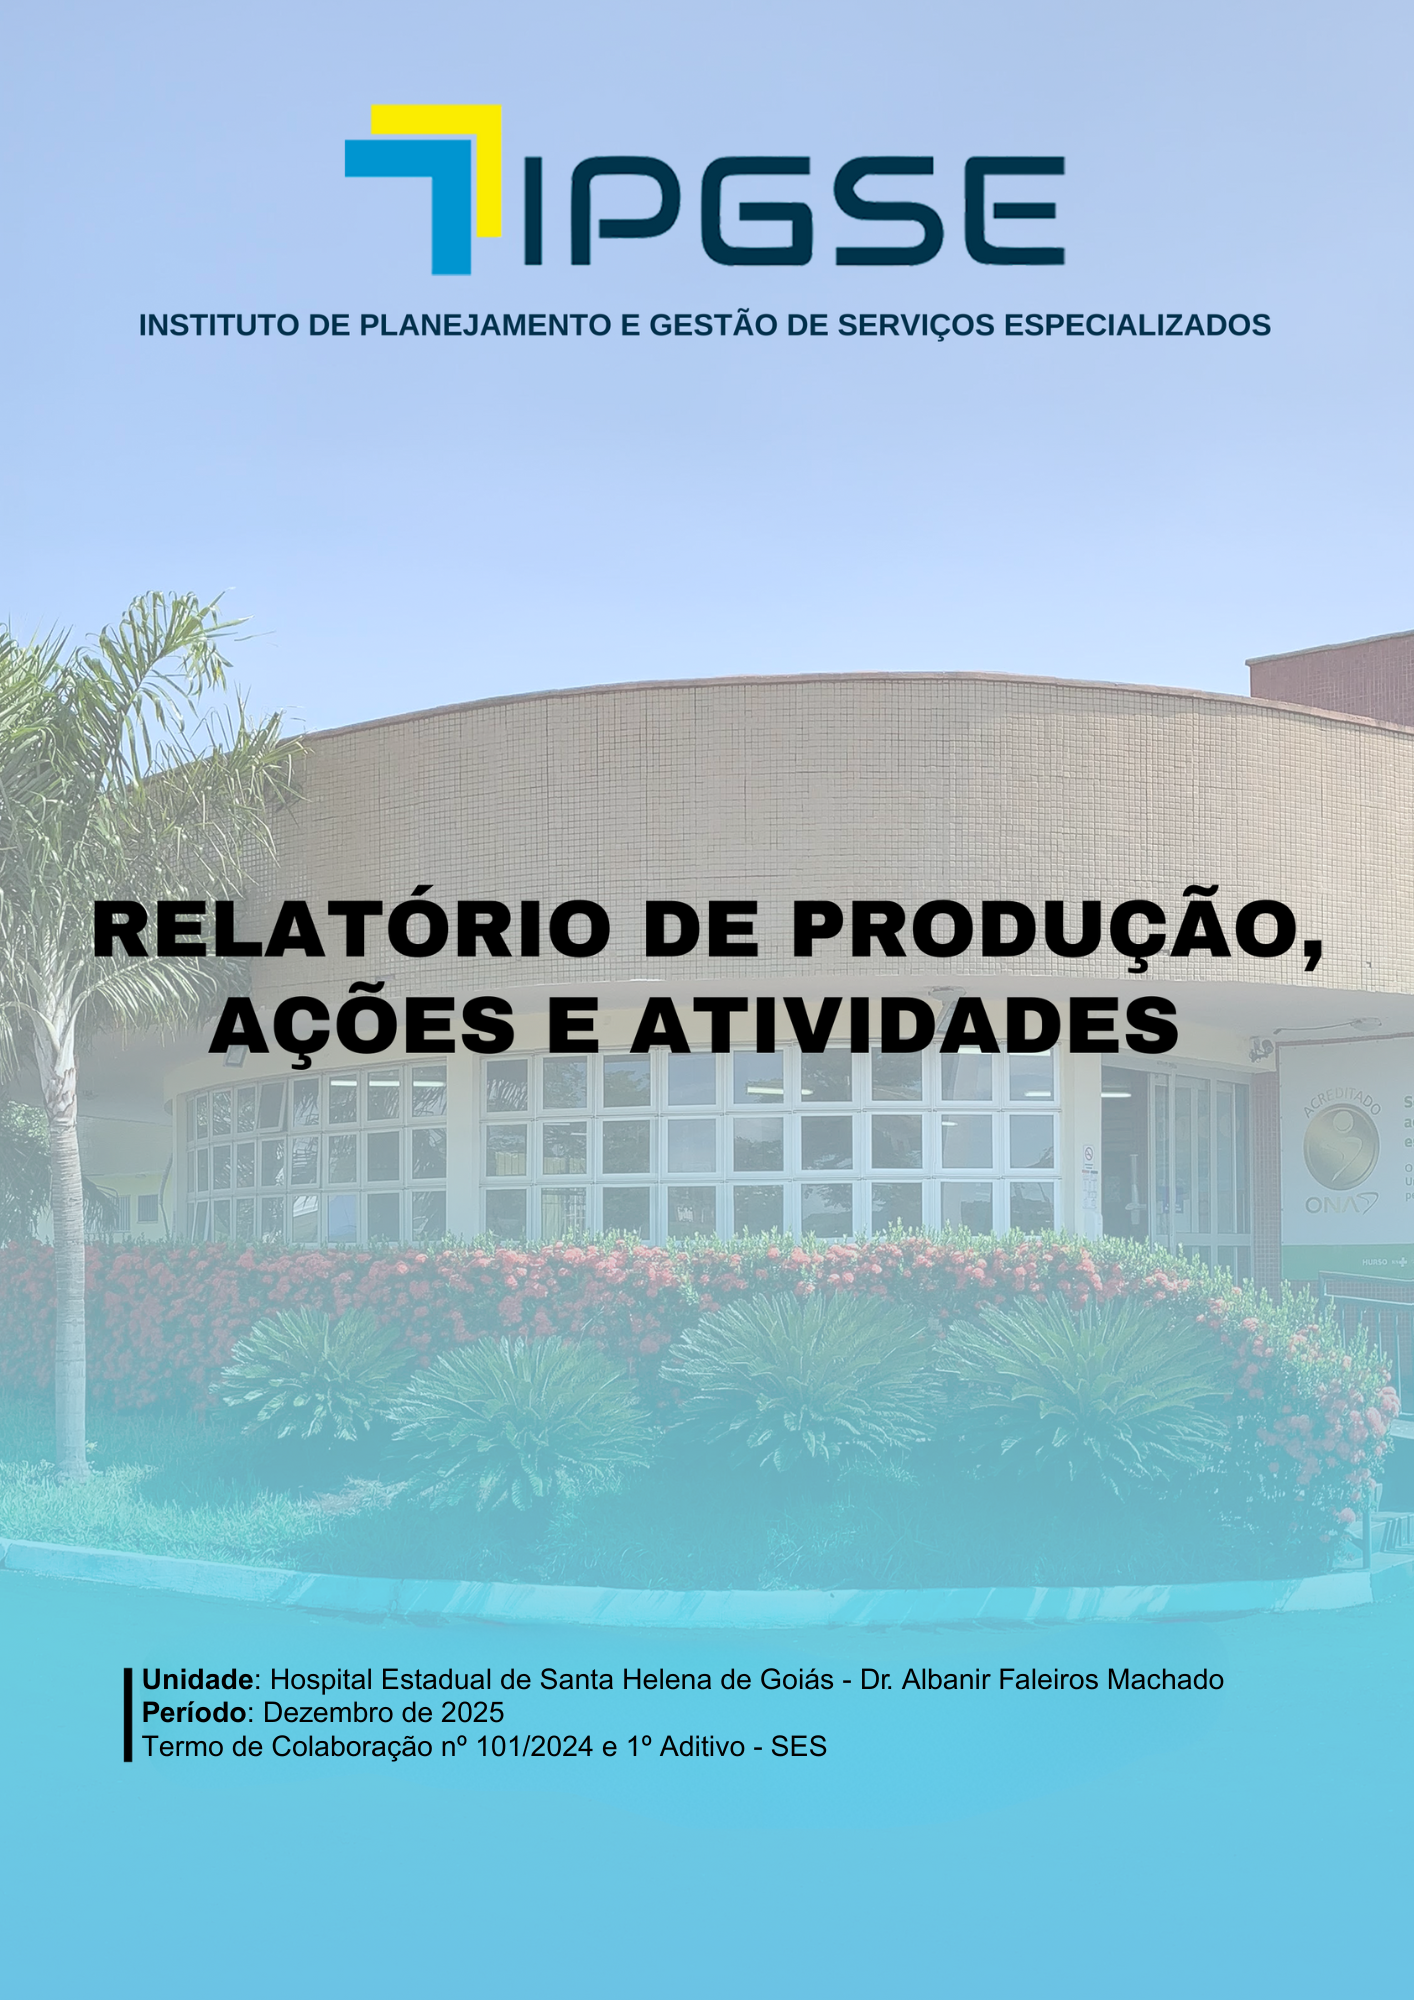 IPGSE
INSTITUTO DE PLANEJAMENTO E GESTÃO DE SERVIÇOS ESPECIALIZADOS
RELATÓRIO DE PRODUÇÃO,
AÇÕES E ATIVIDADES
ACREDITADO
ONA
HURSO
Unidade: Hospital Estadual de Santa Helena de Goiás - Dr. Albanir Faleiros Machado
Período: Dezembro de 2025
Termo de Colaboração nº 101/2024 e 1º Aditivo - SES